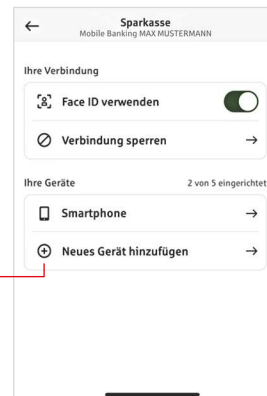 Sparkasse
Mobile Banking MAX MUSTERMANN
Ihre Verbindung
Face ID verwenden
Verbindung sperren
Ihre Geräte 2 von 5 eingerichtet
Smartphone
Neues Gerät hinzufügen